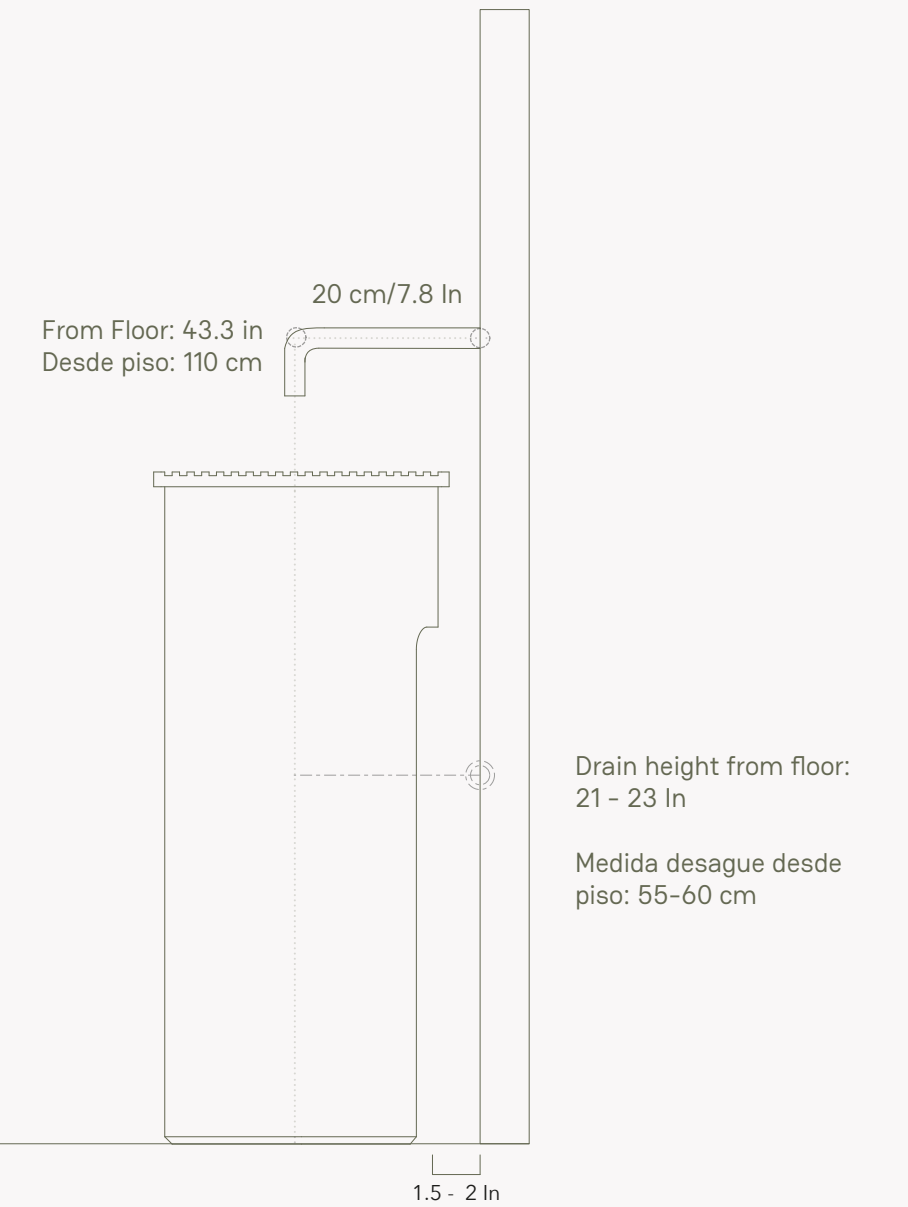 20 cm/7.8 In
From Floor: 43.3 in
Desde piso: 110 cm
Drain height from floor:
21 - 23 In
Medida desague desde
piso: 55-60 cm
1.5 - 2 In